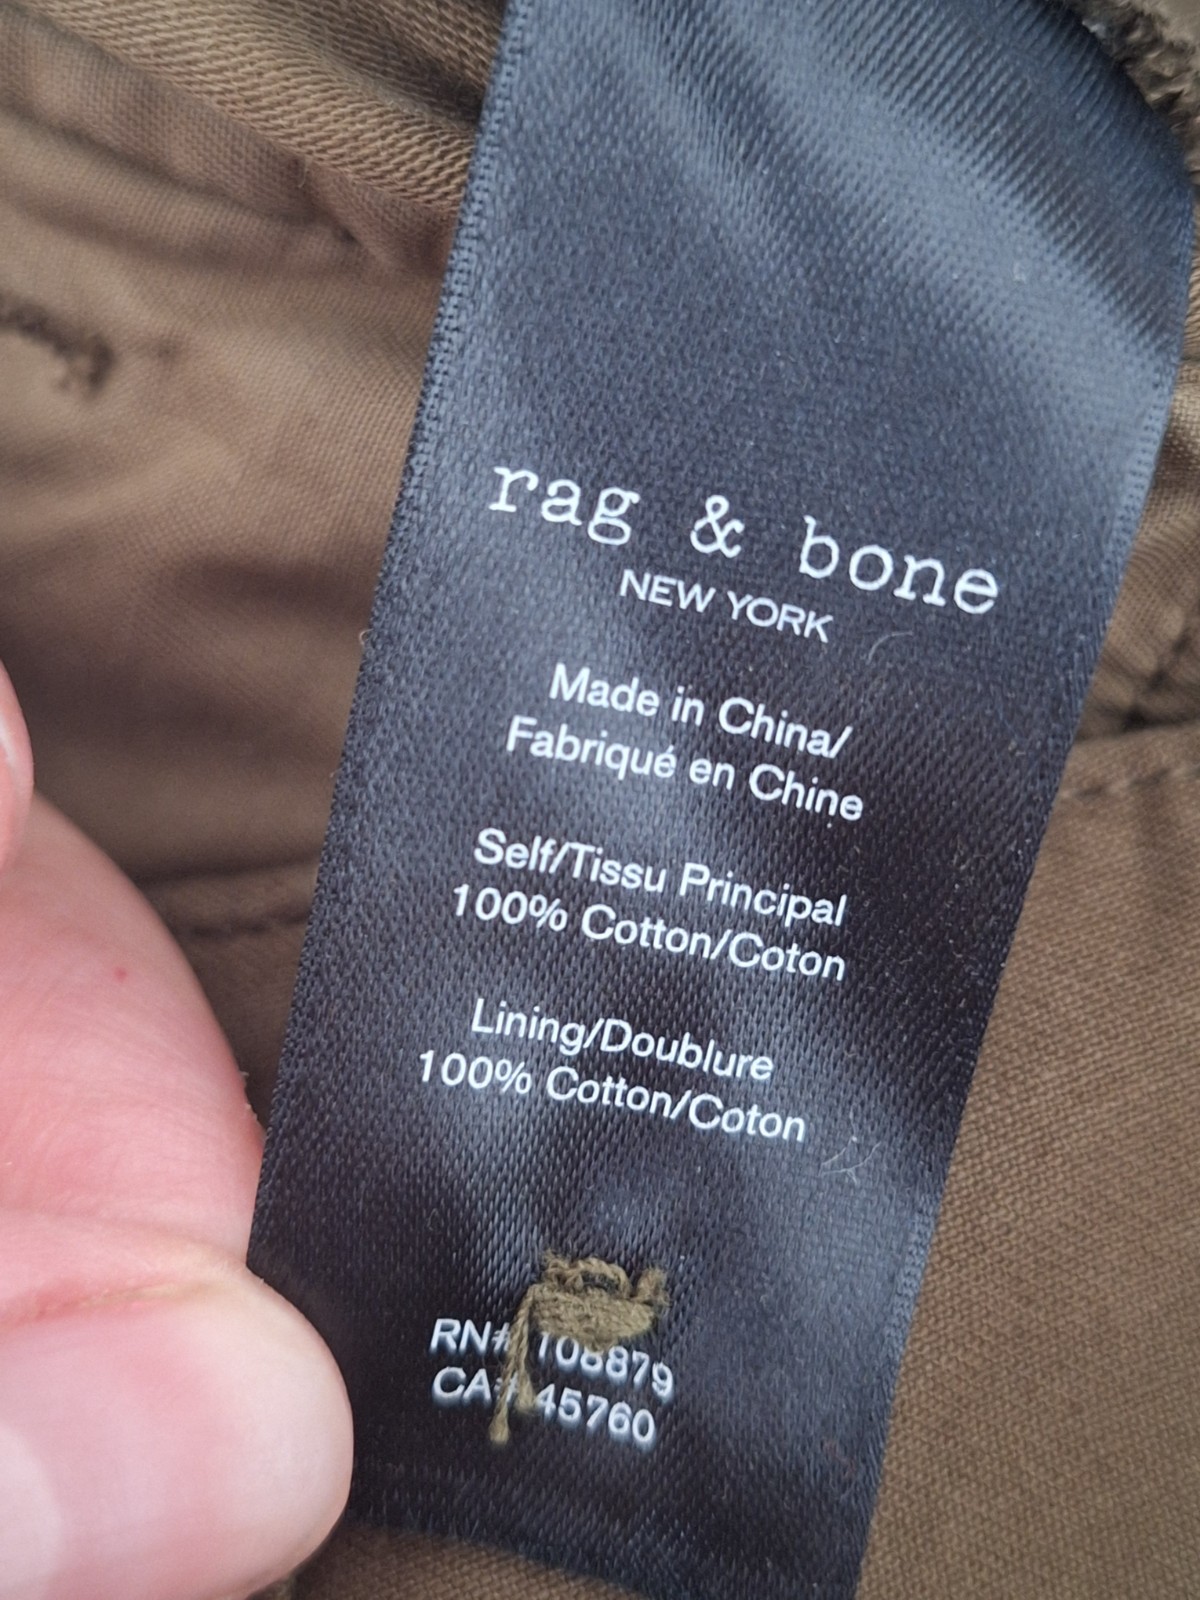 rag & bone
NEW YORK
Made in China/
Fabriqué en Chine
Self/Tissu Principal
100% Cotton/Coton
Lining/Doublure
100% Cotton/Coton
RN# 108879
CA# 45760